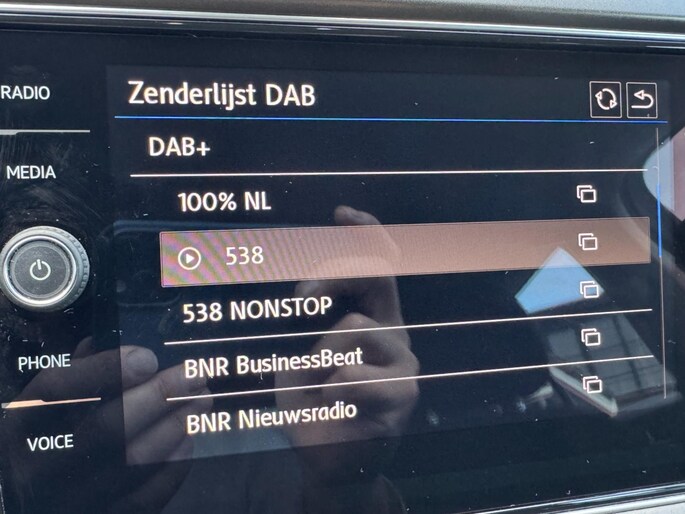 RADIO
MEDIA
PHONE
VOICE
Zenderlijst DAB
DAB+
100% NL
538
538 NONSTOP
BNR BusinessBeat
BNR Nieuwsradio